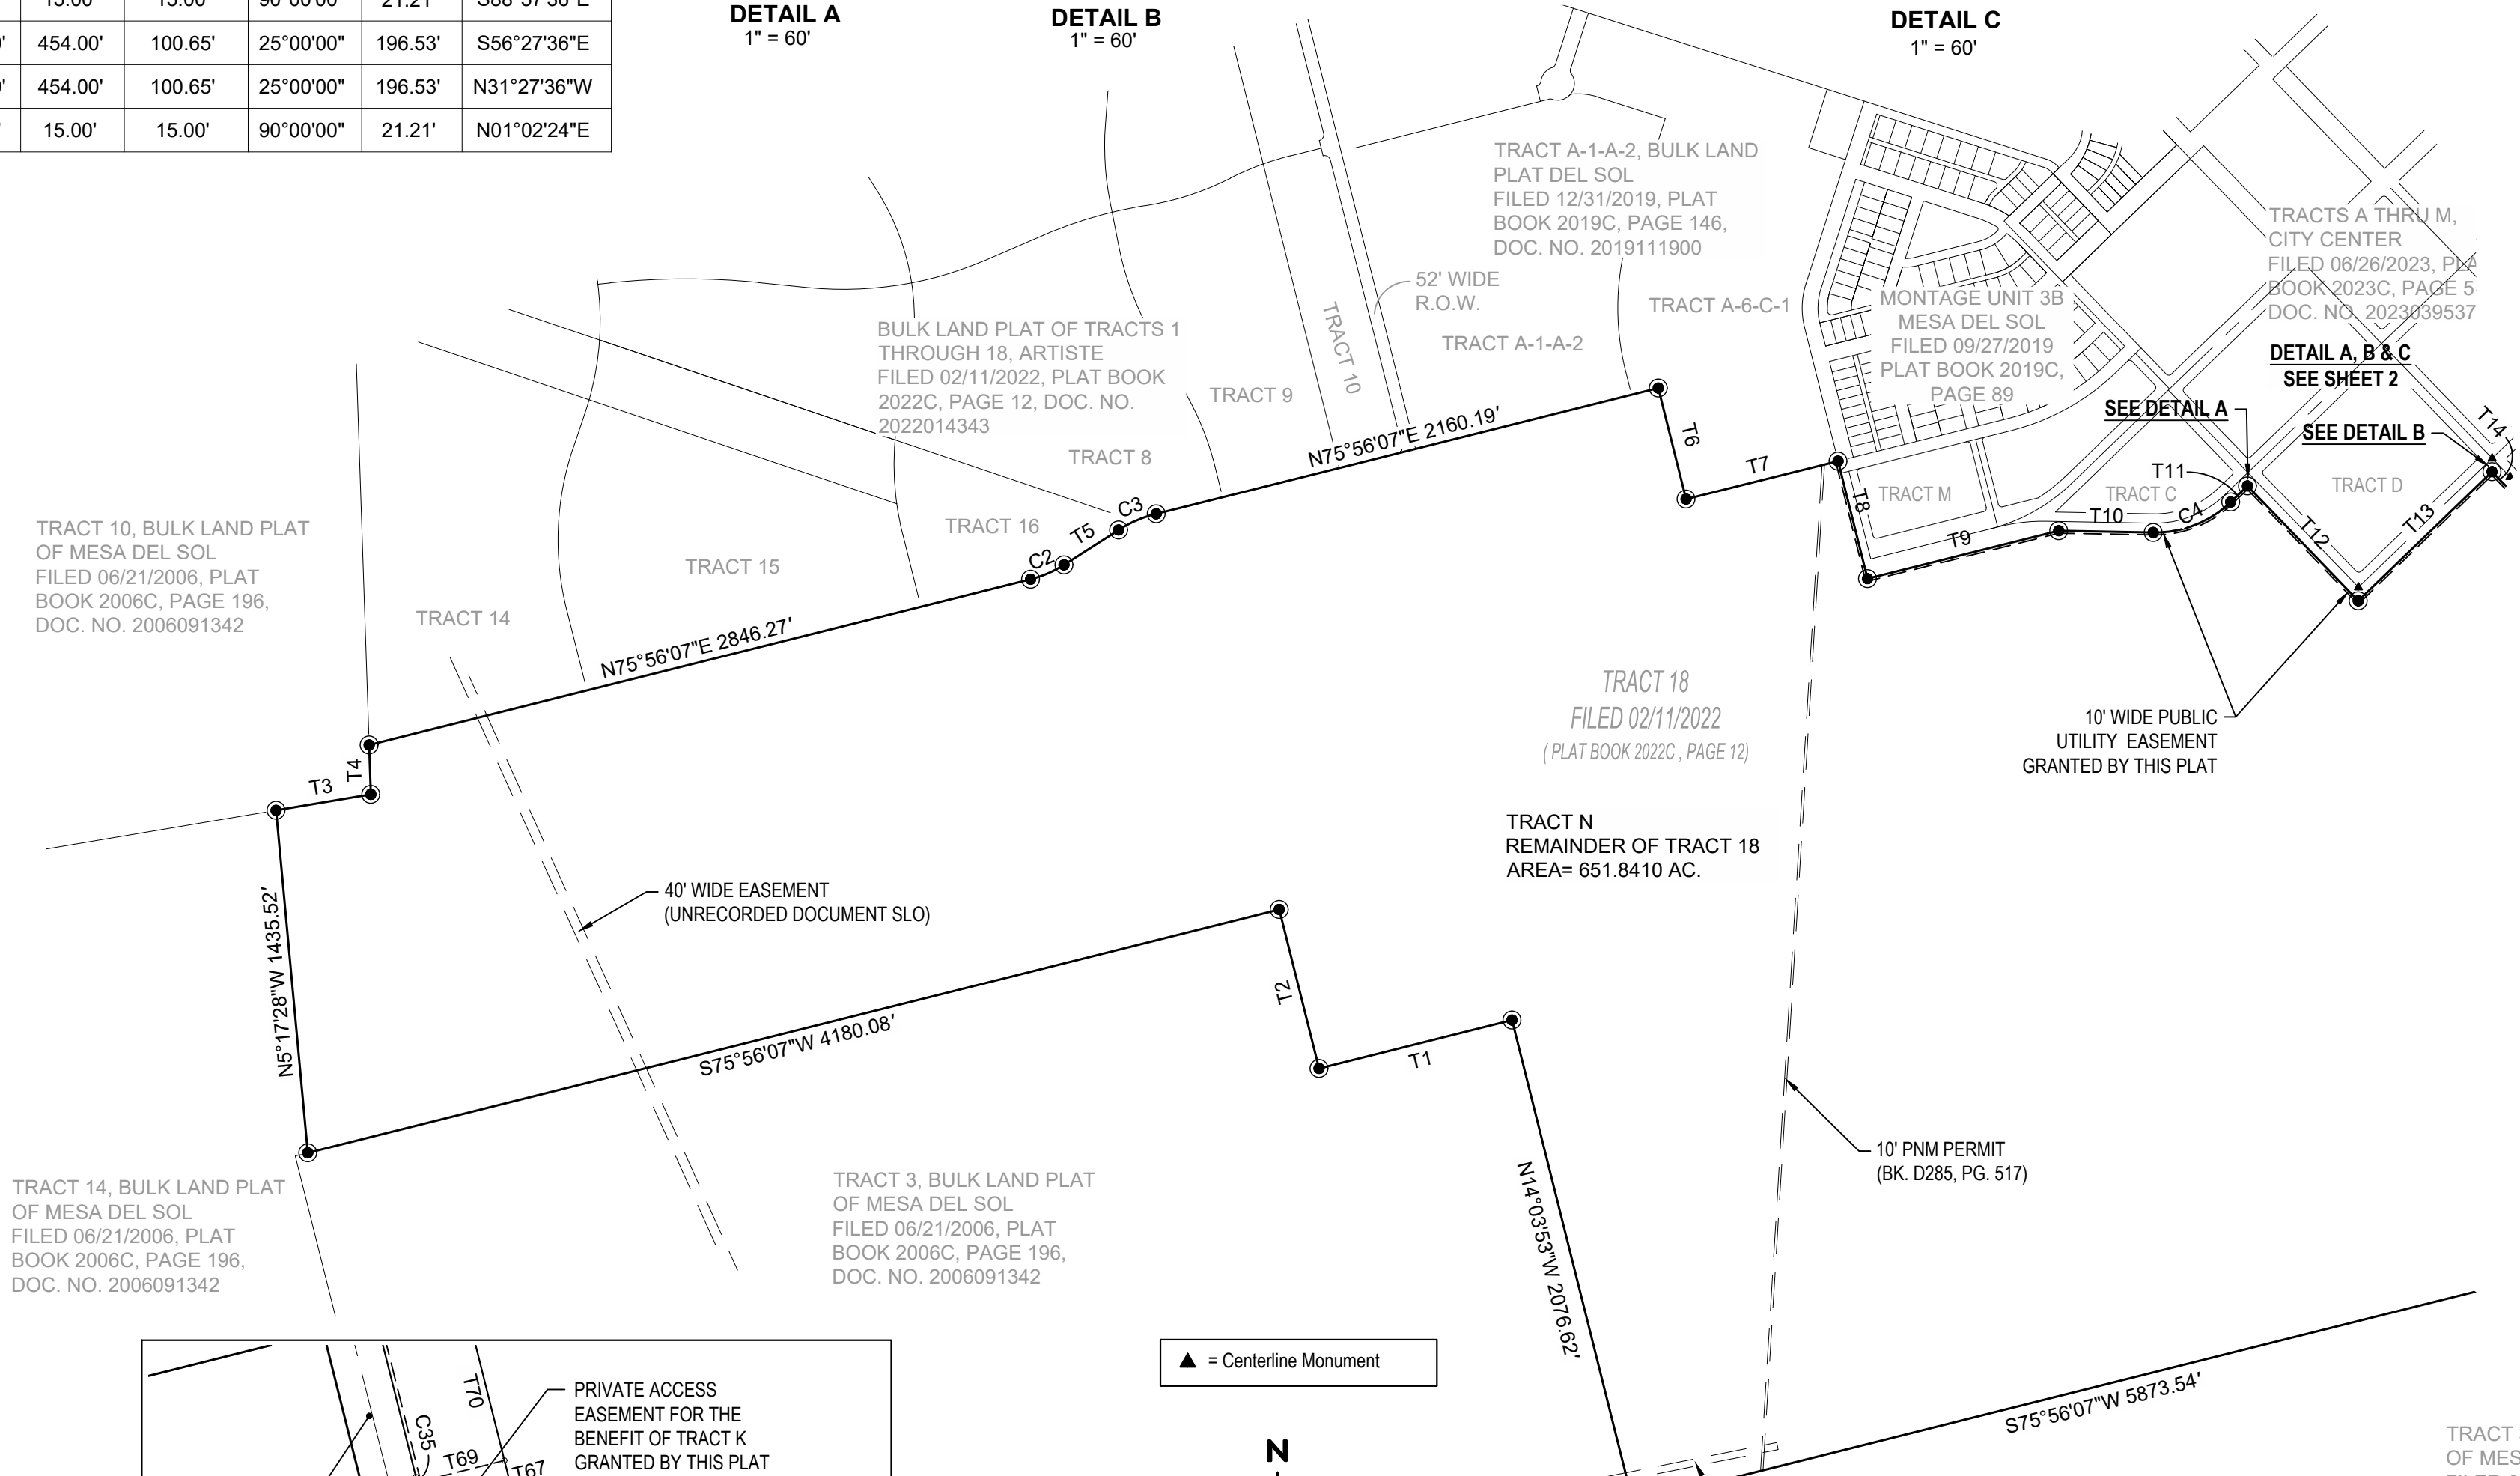 15.00' 15.00' 90°00'00" 21.21' S88°57'36"E
454.00' 100.65' 25°00'00" 196.53' S56°27'36"E
454.00' 100.65' 25°00'00" 196.53' N31°27'36"W
15.00' 15.00' 90°00'00" 21.21' N01°02'24"E
DETAIL A
1" = 60'
DETAIL B
1" = 60'
DETAIL C
1" = 60'
TRACT A-1-A-2, BULK LAND
PLAT DEL SOL
FILED 12/31/2019, PLAT
BOOK 2019C, PAGE 146,
DOC. NO. 2019111900
TRACTS A THRU M,
CITY CENTER
FILED 06/26/2023,
BOOK 2023C, PAGE 5
DOC. NO. 2023039537
52' WIDE
R.O.W.
TRACT A-6-C-1
TRACT A-1-A-2
MONTAGE UNIT 3B
MESA DEL SOL
FILED 09/27/2019
PLAT BOOK 2019C,
PAGE 89
BULK LAND PLAT OF TRACTS 1
THROUGH 18, ARTISTE
FILED 02/11/2022, PLAT BOOK
2022C, PAGE 12, DOC. NO.
2022014343
TRACT 10
TRACT 9
TRACT 8
DETAIL A, B & C
SEE SHEET 2
SEE DETAIL A
SEE DETAIL B
T14
N75°56'07"E 2160.19'
T6
T7
T8
TRACT M
T9
T10
TRACT C
T11
C4
T12
TRACT D
T13
TRACT 16
C3
T5
C2
TRACT 15
TRACT 14
TRACT 10, BULK LAND PLAT
OF MESA DEL SOL
FILED 06/21/2006, PLAT
BOOK 2006C, PAGE 196,
DOC. NO. 2006091342
N75°56'07"E 2846.27'
T4
T3
TRACT 18
FILED 02/11/2022
( PLAT BOOK 2022C , PAGE 12)
10' WIDE PUBLIC
UTILITY EASEMENT
GRANTED BY THIS PLAT
TRACT N
REMAINDER OF TRACT 18
AREA= 651.8410 AC.
40' WIDE EASEMENT
(UNRECORDED DOCUMENT SLO)
N5°17'28"W 1435.52'
S75°56'07"W 4180.08'
T2
T1
10' PNM PERMIT
(BK. D285, PG. 517)
N14°03'53"W 2076.62'
TRACT 14, BULK LAND PLAT
OF MESA DEL SOL
FILED 06/21/2006, PLAT
BOOK 2006C, PAGE 196,
DOC. NO. 2006091342
TRACT 3, BULK LAND PLAT
OF MESA DEL SOL
FILED 06/21/2006, PLAT
BOOK 2006C, PAGE 196,
DOC. NO. 2006091342
▲ = Centerline Monument
S75°56'07"W 5873.54'
PRIVATE ACCESS
EASEMENT FOR THE
BENEFIT OF TRACT K
GRANTED BY THIS PLAT
T70
C35
T69
T67
N
TRACT
OF MES